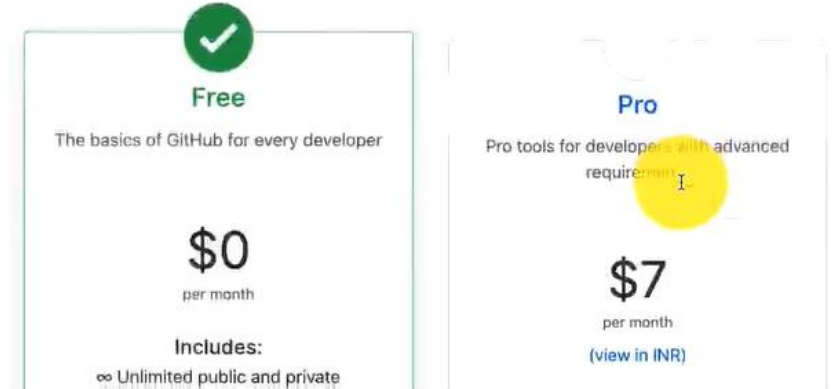 Free
The basics of GitHub for every developer
$0
per month
Includes:
∞ Unlimited public and private
Pro
Pro tools for developers with advanced
$7
per month
(view in INR)